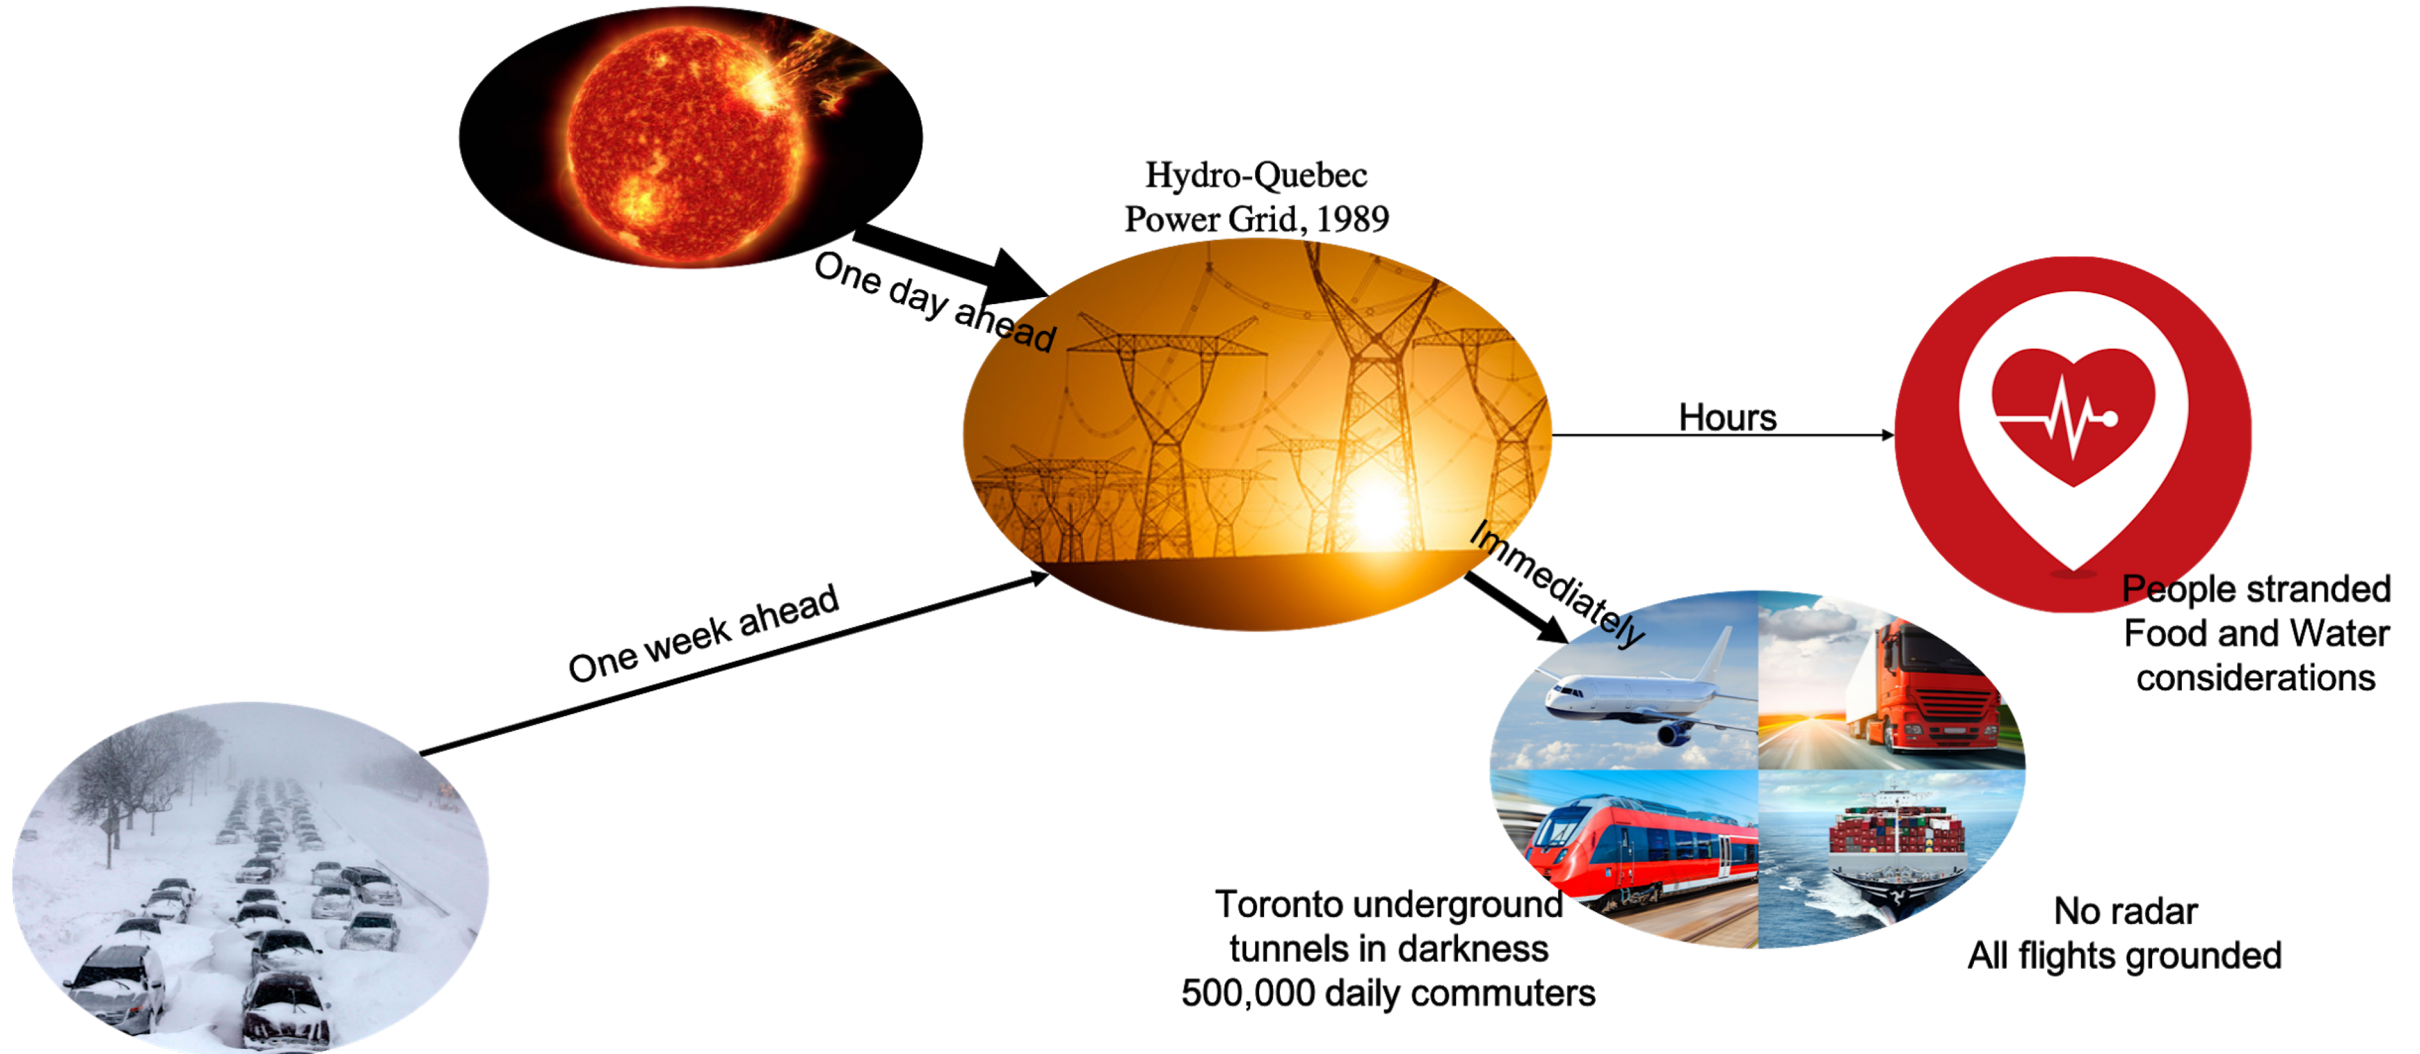 Hydro-Quebec
Power Grid, 1989
One day ahead
Hours
Immediately
One week ahead
People stranded
Food and Water
considerations
Toronto underground
tunnels in darkness
500,000 daily commuters
No radar
All flights grounded